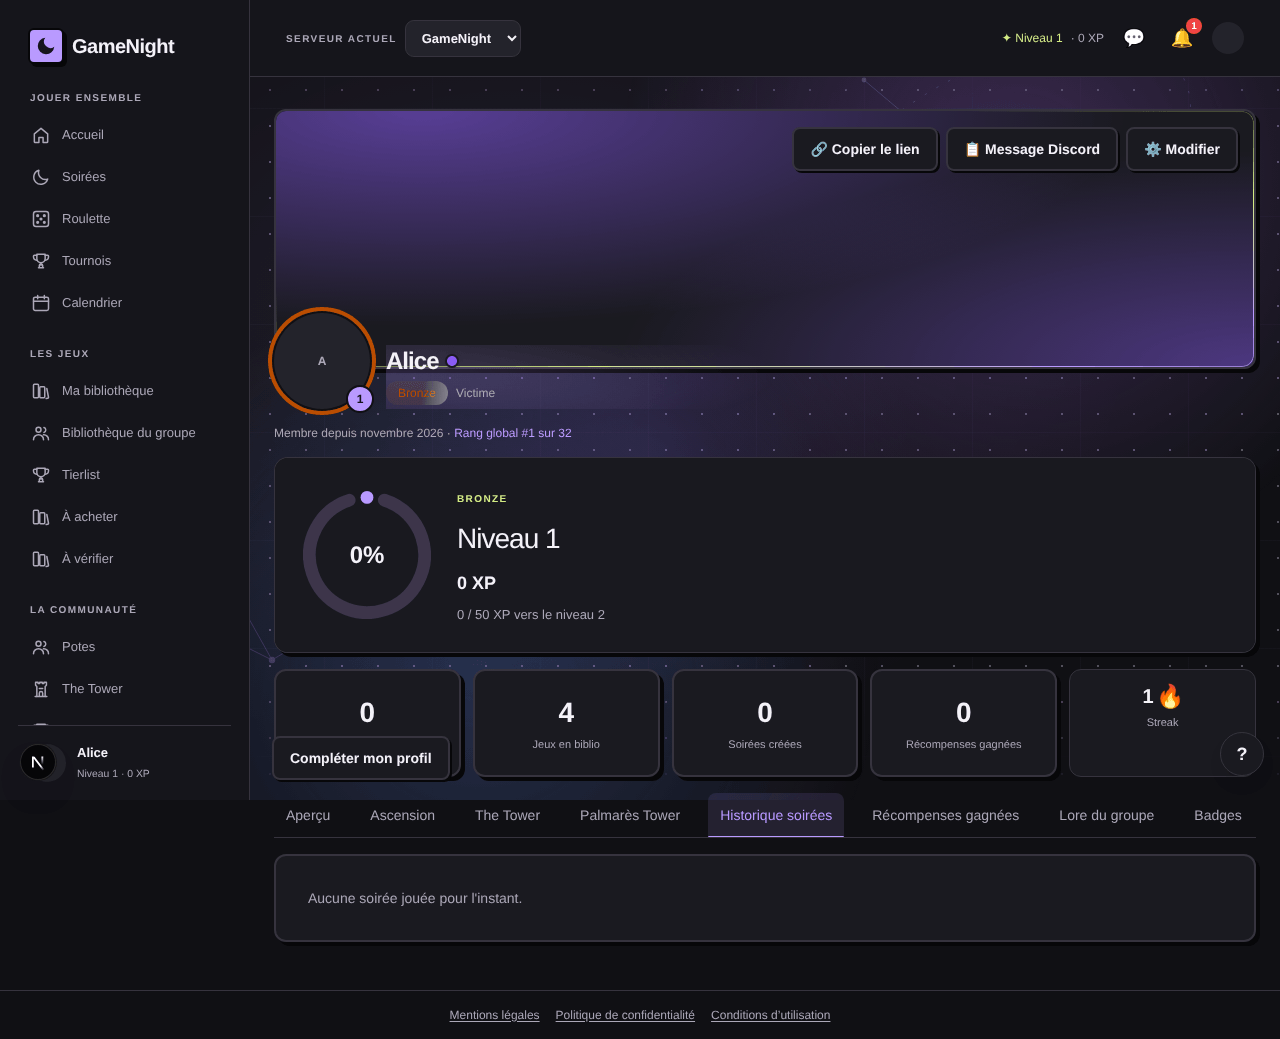 GameNight
SERVEUR ACTUEL GameNight
✦ Niveau 1 · 0 XP
1
JOUER ENSEMBLE
Accueil
Soirées
Roulette
Tournois
Calendrier
LES JEUX
Ma bibliothèque
Bibliothèque du groupe
Tierlist
À acheter
À vérifier
LA COMMUNAUTÉ
Potes
The Tower
Alice
Niveau 1 · 0 XP
Copier le lien
Message Discord
Modifier
A
1
Alice
Bronze Victime
Membre depuis novembre 2026 · Rang global #1 sur 32
0%
BRONZE
Niveau 1
0 XP
0 / 50 XP vers le niveau 2
0
4
Jeux en biblio
0
Soirées créées
0
Récompenses gagnées
1 🔥
Streak
Compléter mon profil
?
Aperçu Ascension The Tower Palmarès Tower Historique soirées Récompenses gagnées Lore du groupe Badges
Aucune soirée jouée pour l'instant.
Mentions légales Politique de confidentialité Conditions d'utilisation